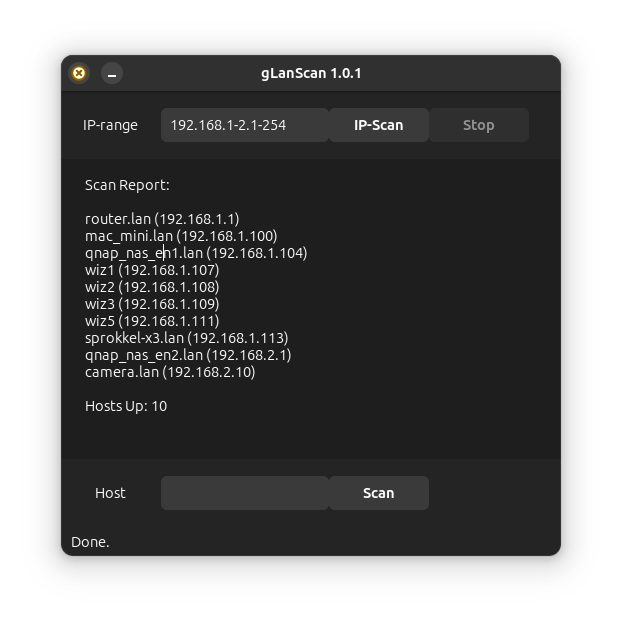 gLanScan 1.0.1
IP-range 192.168.1-2.1-254 IP-Scan Stop
Scan Report:
router.lan (192.168.1.1)
mac_mini.lan (192.168.1.100)
qnap_nas_en1.lan (192.168.1.104)
wiz1 (192.168.1.107)
wiz2 (192.168.1.108)
wiz3 (192.168.1.109)
wiz5 (192.168.1.111)
sprokkel-x3.lan (192.168.1.113)
qnap_nas_en2.lan (192.168.2.1)
camera.lan (192.168.2.10)
Hosts Up: 10
Host Scan
Done.